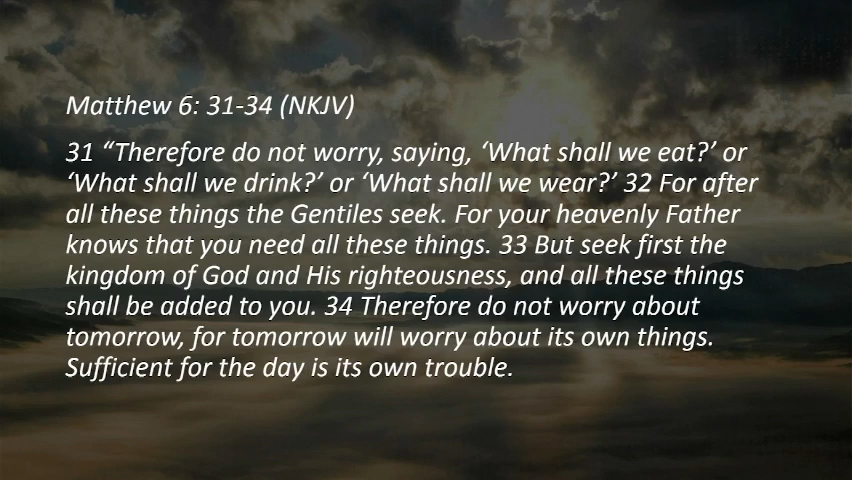 Matthew 6: 31-34 (NKJV)
31 “Therefore do not worry, saying, ‘What shall we eat?’ or
‘What shall we drink?’ or ‘What shall we wear?’ 32 For after
all these things the Gentiles seek. For your heavenly Father
knows that you need all these things. 33 But seek first the
kingdom of God and His righteousness, and all these things
shall be added to you. 34 Therefore do not worry about
tomorrow, for tomorrow will worry about its own things.
Sufficient for the day is its own trouble.